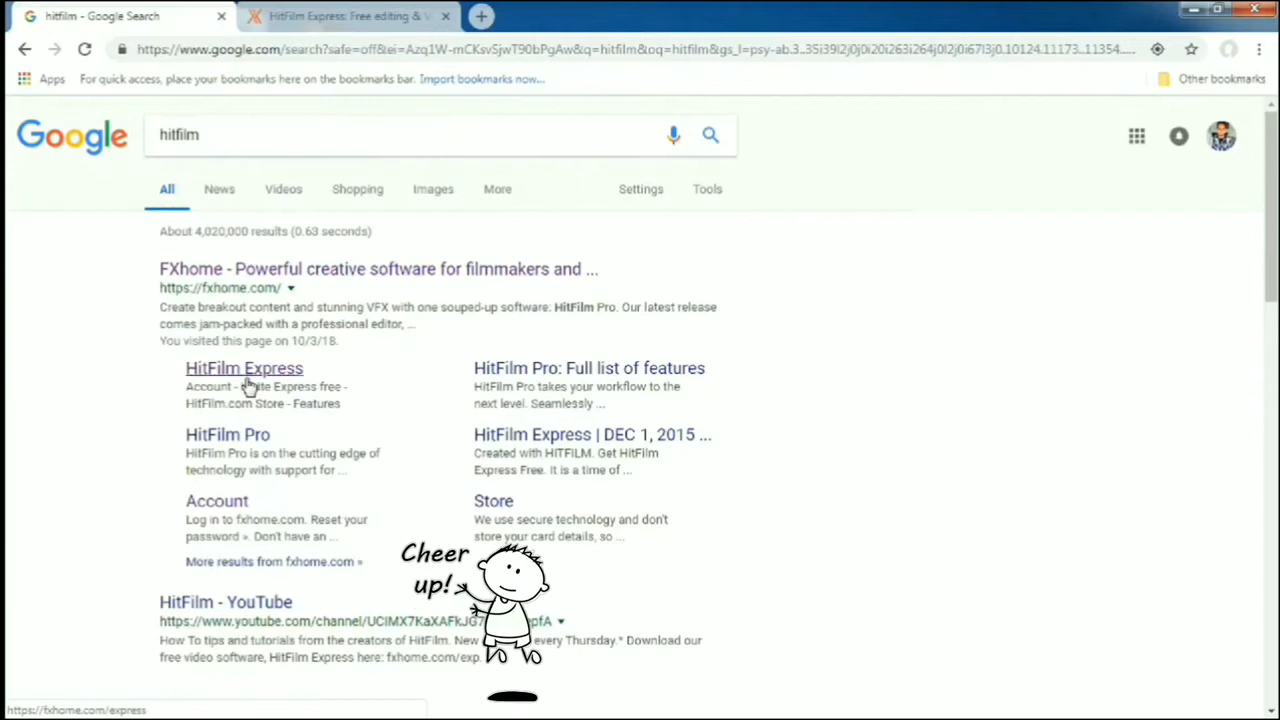 hitfilm - Google Search
HitFilm Express: Free editing &
https://www.google.com/search?safe=off&ei=Azq1W-mCKsvSjwT90bPgAw&q=hitfilm&oq=hitfilm&gs_l=psy-ab.3..35i39l2j0j0i20i263i264j0l2j0i67l3j0.10124.11173..11354....
Apps
For quick access, place your bookmarks here on the bookmarks bar. Import bookmarks now...
Other bookmarks
Google
hitfilm
All
News
Videos
Shopping
Images
More
Settings
Tools
About 4,020,000 results (0.63 seconds)
FXhome - Powerful creative software for filmmakers and ...
https://fxhome.com/
Create breakout content and stunning VFX with one souped-up software: HitFilm Pro. Our latest release
comes jam-packed with a professional editor, ...
You visited this page on 10/3/18.
HitFilm Express
Account - Express free -
HitFilm.com Store - Features
HitFilm Pro: Full list of features
HitFilm Pro takes your workflow to the
next level. Seamlessly ...
HitFilm Pro
HitFilm Pro is on the cutting edge of
technology with support for ...
HitFilm Express | DEC 1, 2015 ...
Created with HITFILM. Get HitFilm
Express Free. It is a time of ...
Account
Log in to fxhome.com. Reset your
password ». Don't have an ...
Store
We use secure technology and don't
store your card details, so ...
More results from fxhome.com »
Cheer
up!
HitFilm - YouTube
https://www.youtube.com/channel/
How To tips and tutorials from the creators of HitFilm. New every Thursday.* Download our
free video software, HitFilm Express here: fxhome.com/exp.
https://fxhome.com/express